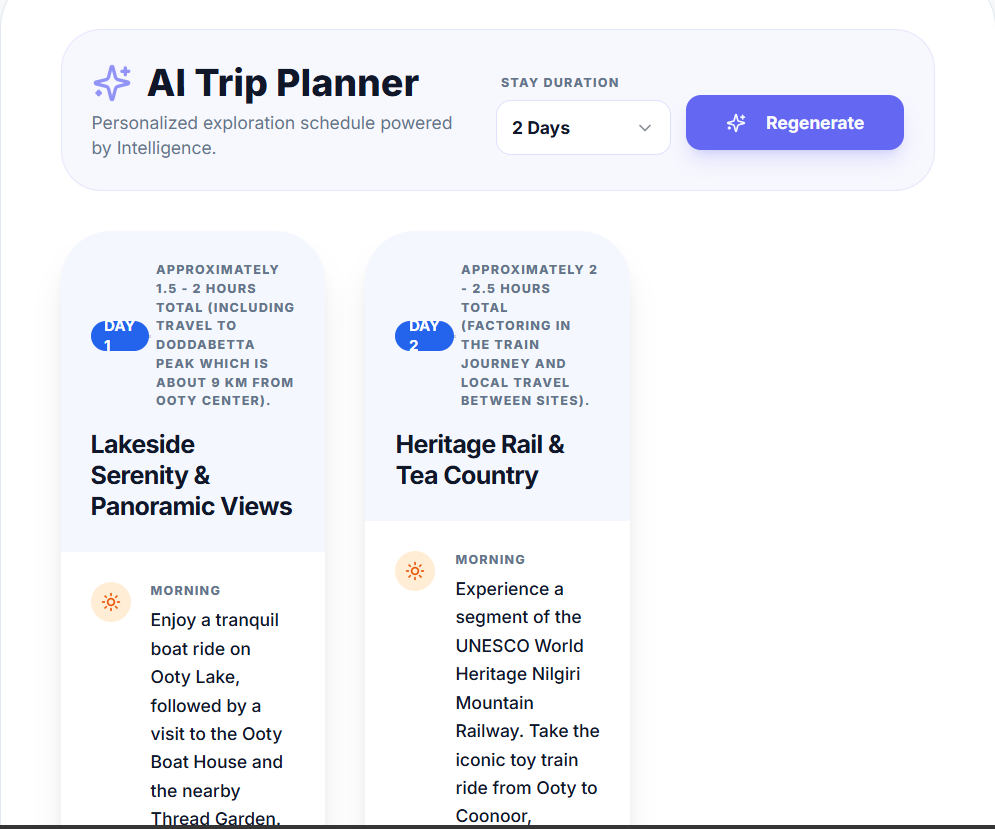 AI Trip Planner
Personalized exploration schedule powered
by Intelligence.
STAY DURATION
2 Days
Regenerate
DAY
1
APPROXIMATELY
1.5 - 2 HOURS
TOTAL (INCLUDING
TRAVEL TO
DODDABETTA
PEAK WHICH IS
ABOUT 9 KM FROM
OOTY CENTER).
Lakeside
Serenity &
Panoramic Views
MORNING
Enjoy a tranquil
boat ride on
Ooty Lake,
followed by a
visit to the Ooty
Boat House and
the nearby
Thread Garden.
DAY
2
APPROXIMATELY 2
- 2.5 HOURS
TOTAL
(FACTORING IN
THE TRAIN
JOURNEY AND
LOCAL TRAVEL
BETWEEN SITES).
Heritage Rail &
Tea Country
MORNING
Experience a
segment of the
UNESCO World
Heritage Nilgiri
Mountain
Railway. Take the
iconic toy train
ride from Ooty to
Coonoor,